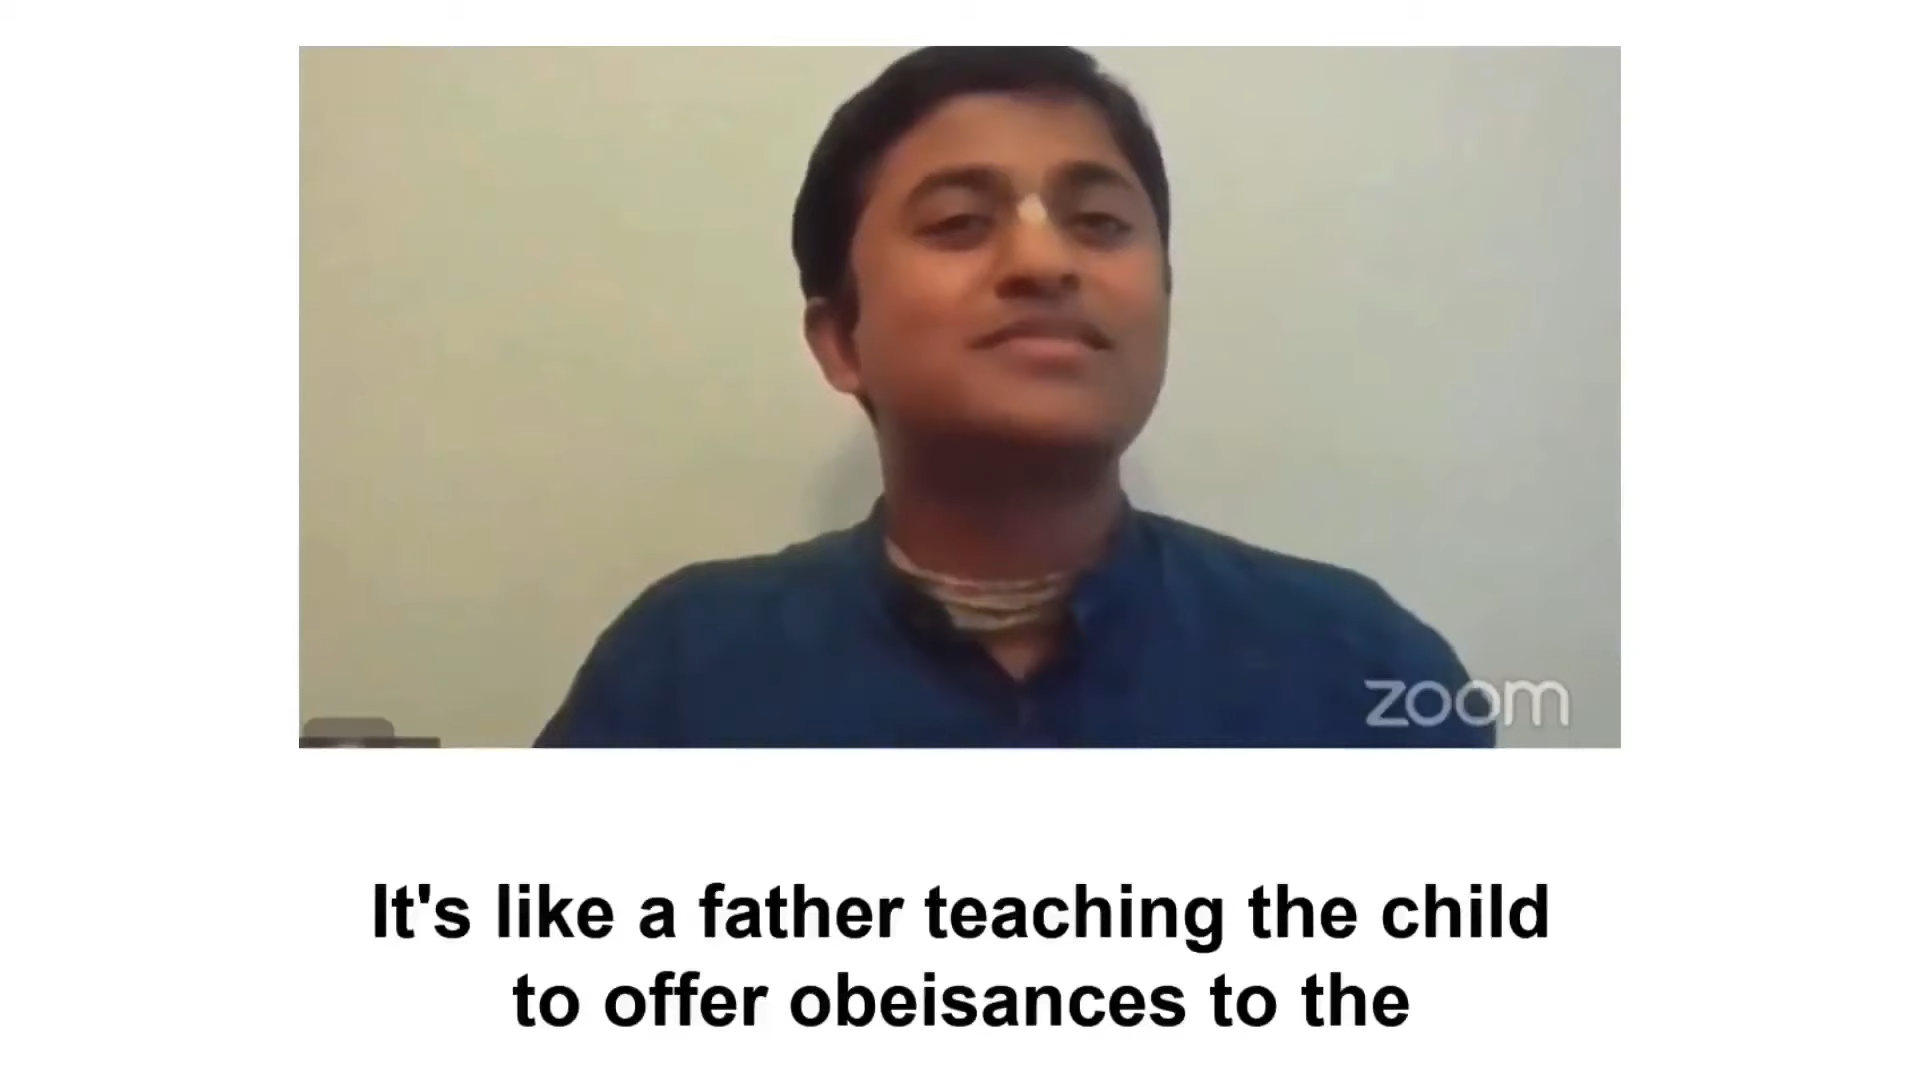 zoom
It's like a father teaching the child
to offer obeisances to the